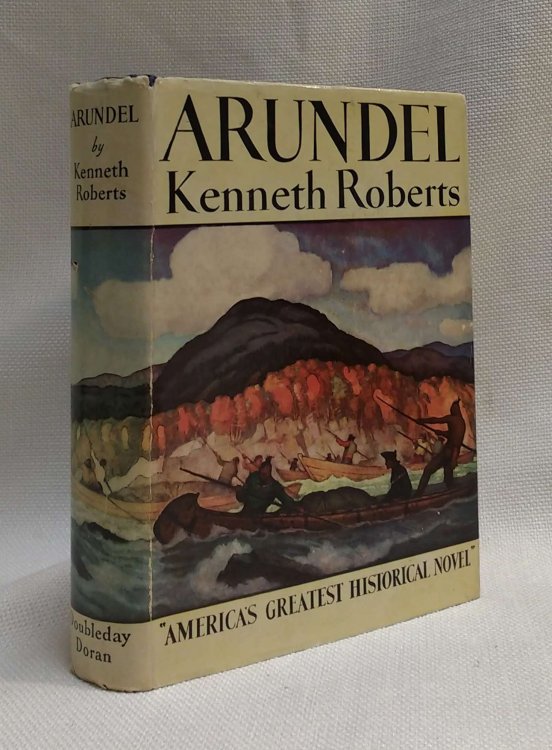 ARUNDEL
by
Kenneth
Roberts
Doubleday
Doran
ARUNDEL
Kenneth Roberts
"AMERICA'S GREATEST HISTORICAL NOVEL"